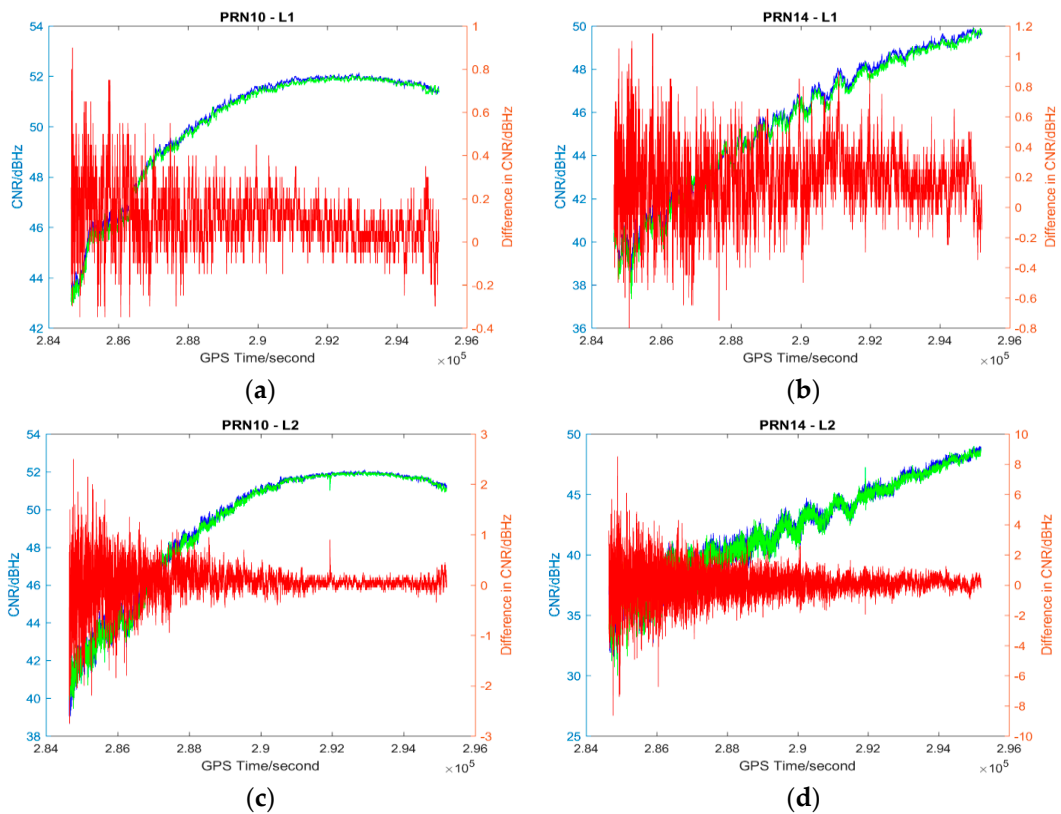 PRN10 - L1
54
52
50
48
46
44
42
CNR/dBHz
1
0.8
0.6
0.4
0.2
0
-0.2
-0.4
Difference in CNR/dBHz
2.84 2.86 2.88 2.9 2.92 2.94 2.96
GPS Time/second ×10⁵
(a)
PRN14 - L1
50
48
46
44
42
40
38
36
CNR/dBHz
1.2
1
0.8
0.6
0.4
0.2
0
-0.2
-0.4
-0.6
-0.8
Difference in CNR/dBHz
2.84 2.86 2.88 2.9 2.92 2.94 2.96
GPS Time/second ×10⁵
(b)
PRN10 - L2
54
52
50
48
46
44
42
40
38
CNR/dBHz
3
2
1
0
-1
-2
-3
Difference in CNR/dBHz
2.84 2.86 2.88 2.9 2.92 2.94 2.96
GPS Time/second ×10⁵
(c)
PRN14 - L2
50
45
40
35
30
25
CNR/dBHz
10
8
6
4
2
0
-2
-4
-6
-8
-10
Difference in CNR/dBHz
2.84 2.86 2.88 2.9 2.92 2.94 2.96
GPS Time/second ×10⁵
(d)